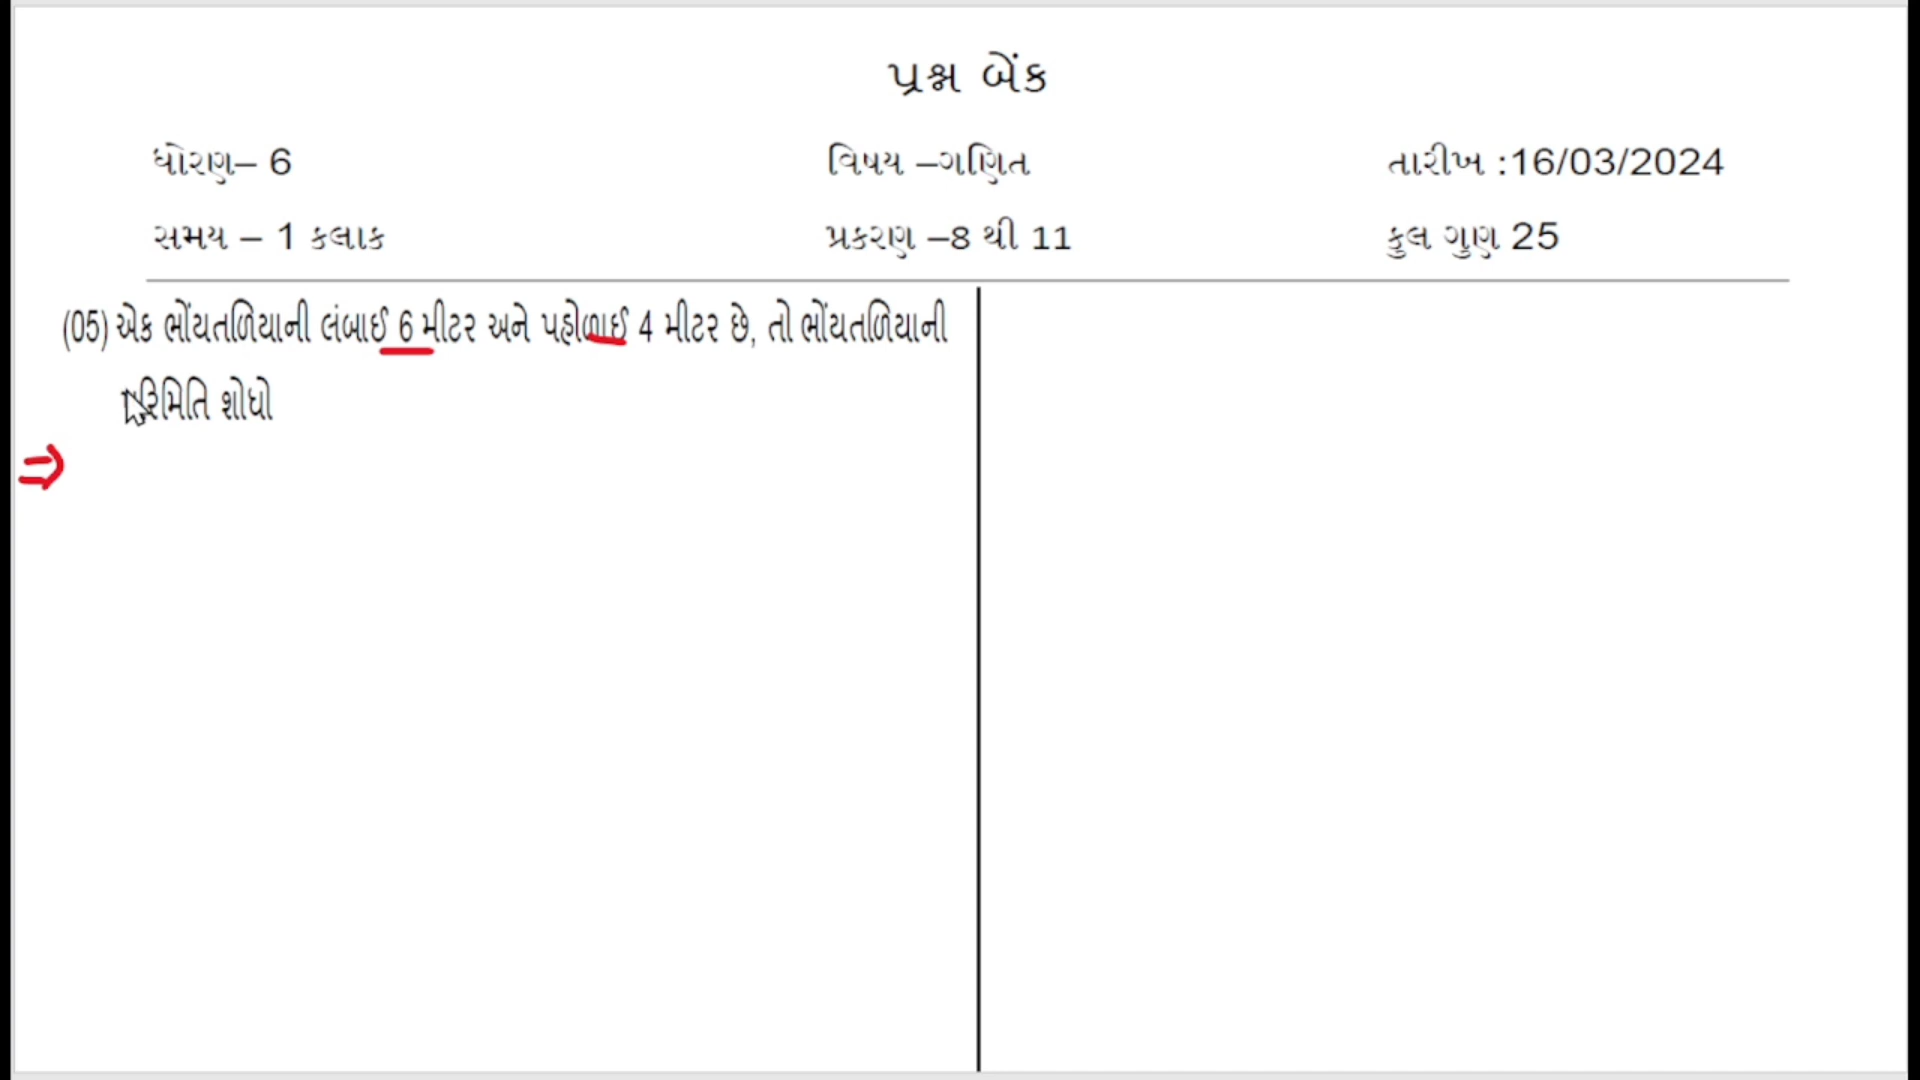 પ્રશ્ન બેંક
ધોરણ– 6 વિષય –ગણિત તારીખ :16/03/2024
સમય – 1 કલાક પ્રકરણ –8 થી 11 કુલ ગુણ 25
(05) એક ભોંયતળિયાની લંબાઈ 6 મીટર અને પહોળાઈ 4 મીટર છે, તો ભોંયતળિયાની
પરિમિતિ શોધો
⇒